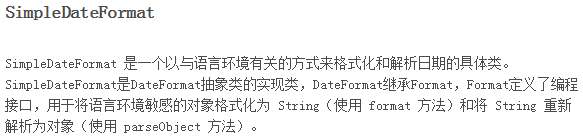 SimpleDateFormat
SimpleDateFormat 是一个以与语言环境有关的方式来格式化和解析日期的具体类。
SimpleDateFormat是DateFormat抽象类的实现类，DateFormat继承Format，Format定义了编程
接口，用于将语言环境敏感的对象格式化为 String（使用 format 方法）和将 String 重新
解析为对象（使用 parseObject 方法）。